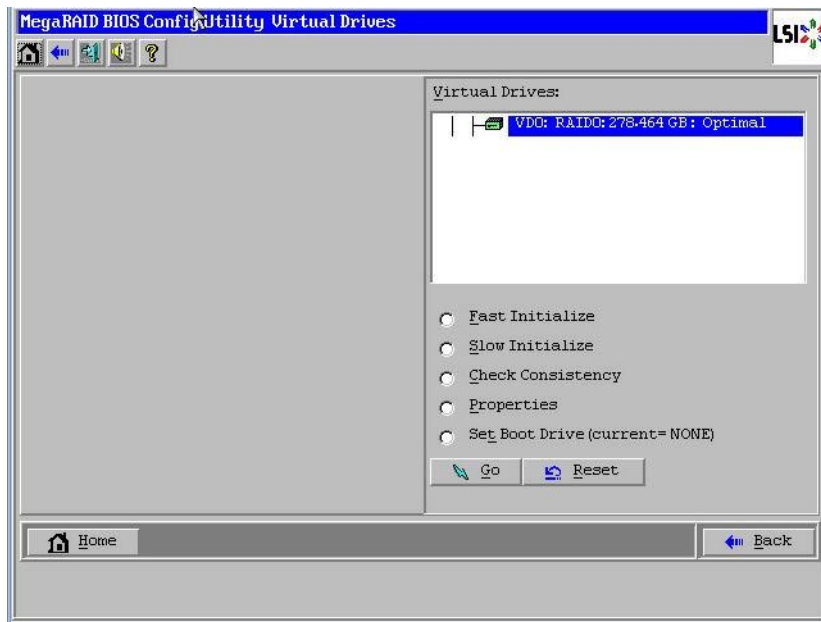 MegaRAID BIOS Config Utility Virtual Drives
LSI
?
Virtual Drives:
VD0: RAID0: 278.464 GB: Optimal
Fast Initialize
Slow Initialize
Check Consistency
Properties
Set Boot Drive (current= NONE)
Go Reset
Home Back